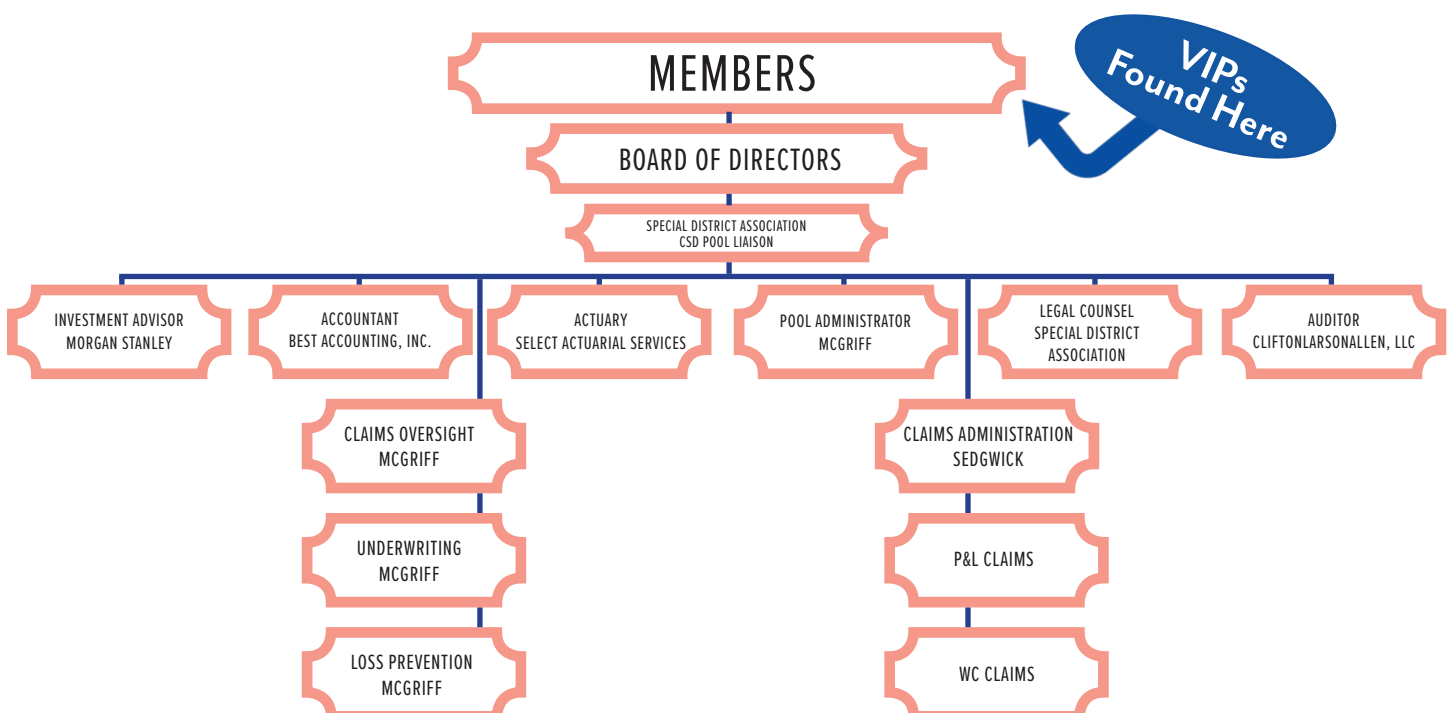 MEMBERS
VIPs
Found Here
BOARD OF DIRECTORS
SPECIAL DISTRICT ASSOCIATION
CSD POOL LIAISON
INVESTMENT ADVISOR
MORGAN STANLEY
ACCOUNTANT
BEST ACCOUNTING, INC.
ACTUARY
SELECT ACTUARIAL SERVICES
POOL ADMINISTRATOR
MCGRIFF
LEGAL COUNSEL
SPECIAL DISTRICT
ASSOCIATION
AUDITOR
CLIFTONLARSONALLEN, LLC
CLAIMS OVERSIGHT
MCGRIFF
CLAIMS ADMINISTRATION
SEDGWICK
UNDERWRITING
MCGRIFF
P&L CLAIMS
LOSS PREVENTION
MCGRIFF
WC CLAIMS